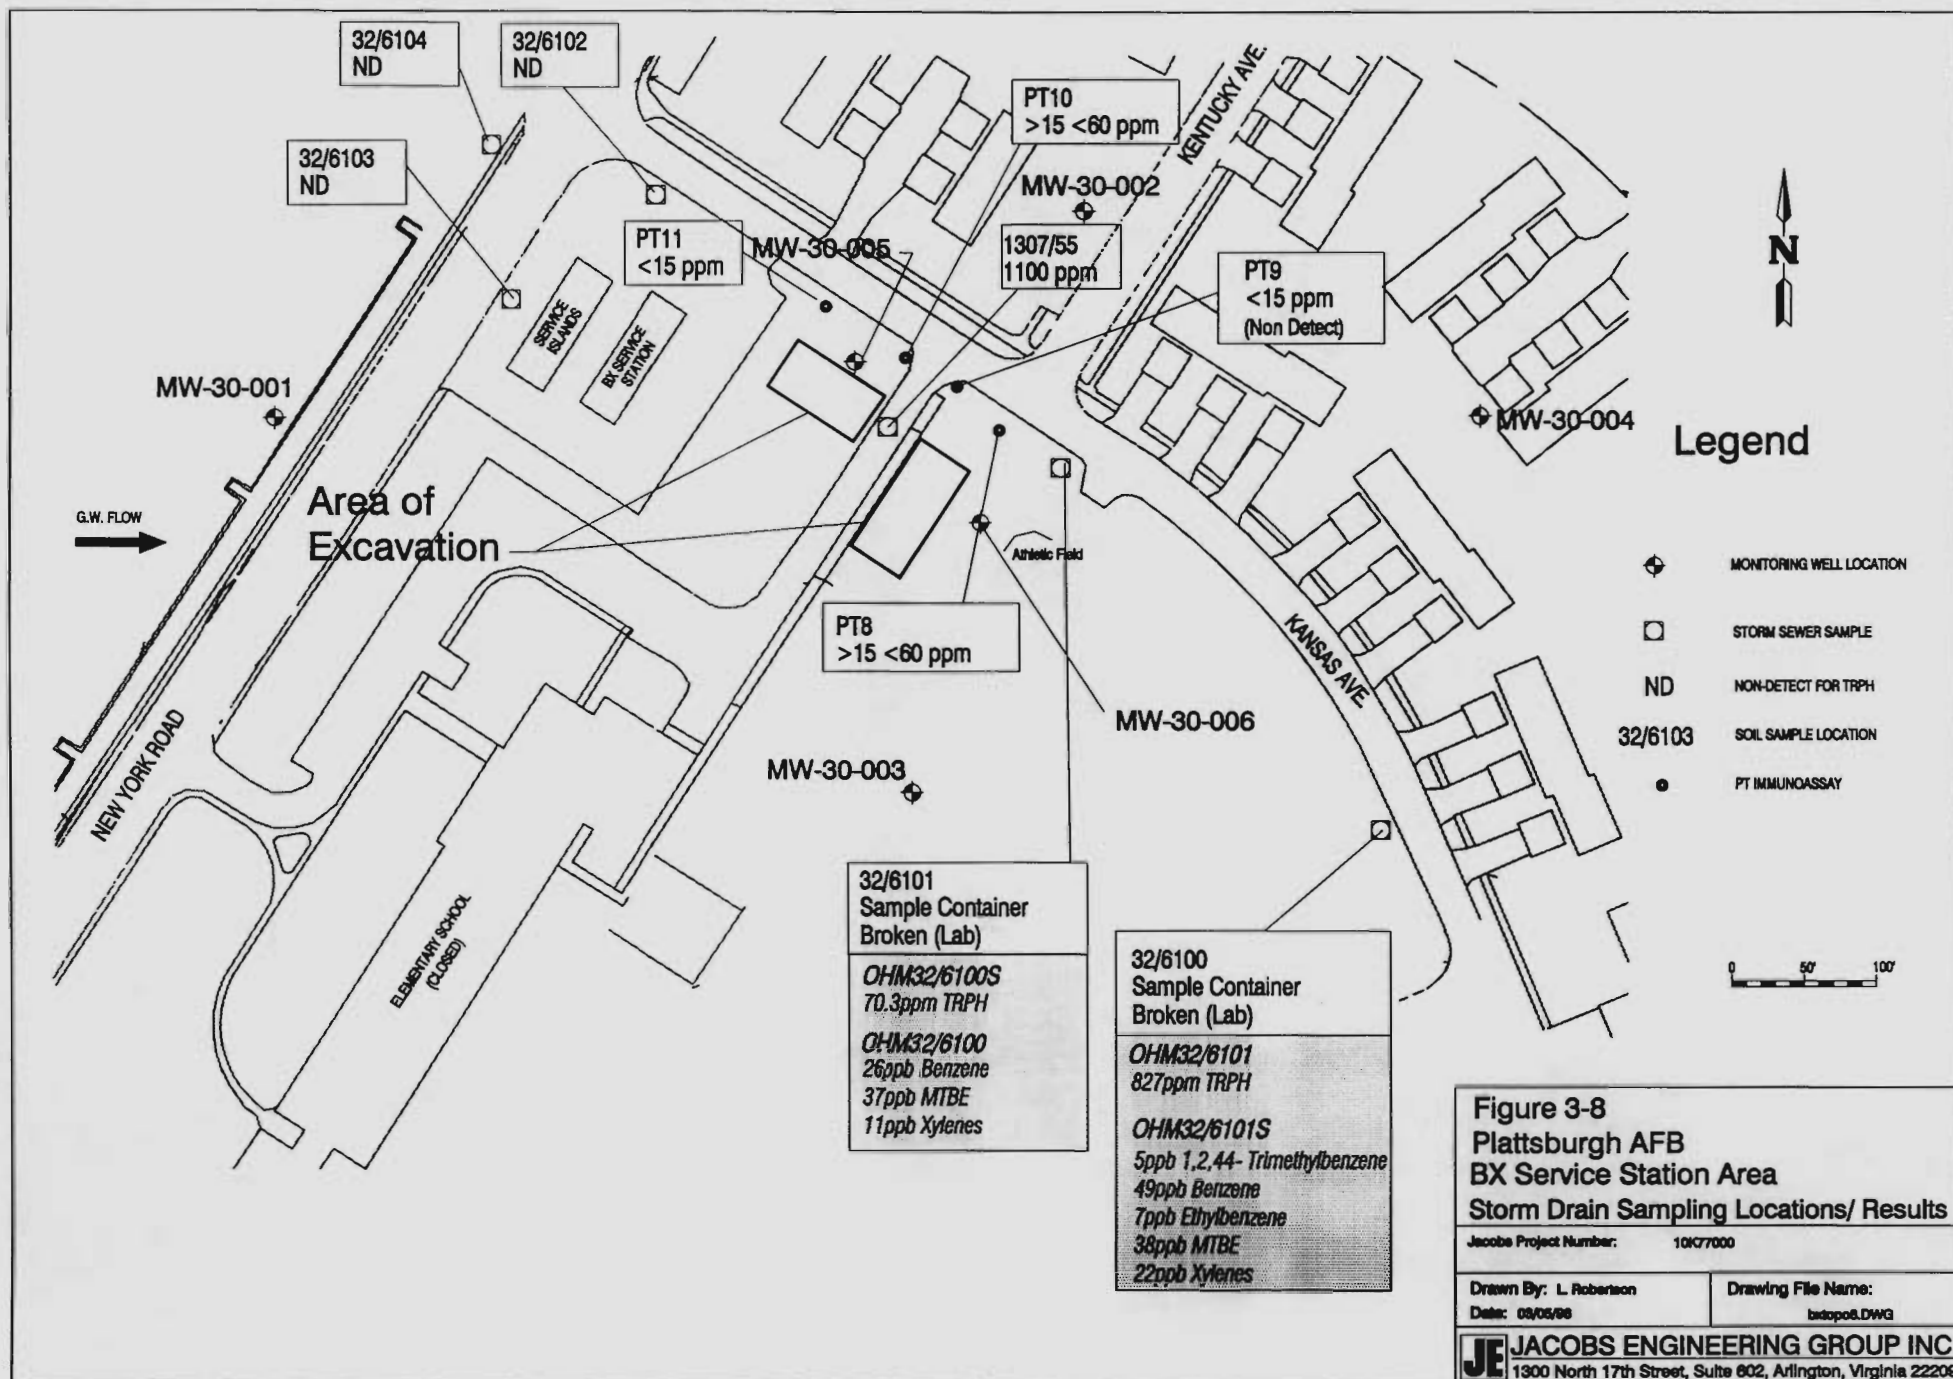 32/6104
ND
32/6102
ND
32/6103
ND
PT10
>15 <60 ppm
KENTUCKY AVE.
MW-30-002
PT11
<15 ppm
MW-30-005
1307/55
1100 ppm
PT9
<15 ppm
(Non Detect)
N
SERVICE
ISLANDS
BX SERVICE
STATION
MW-30-001
MW-30-004
Legend
Area of
Excavation
G.W. FLOW
Athletic Field
MONITORING WELL LOCATION
STORM SEWER SAMPLE
ND NON-DETECT FOR TRPH
32/6103 SOIL SAMPLE LOCATION
PT IMMUNOASSAY
PT8
>15 <60 ppm
KANSAS AVE
MW-30-006
NEW YORK ROAD
MW-30-003
ELEMENTARY SCHOOL
(CLOSED)
32/6101
Sample Container
Broken (Lab)
OHM32/6100S
70.3ppm TRPH
OHM32/6100
26ppb Benzene
37ppb MTBE
11ppb Xylenes
32/6100
Sample Container
Broken (Lab)
OHM32/6101
827ppm TRPH
OHM32/6101S
5ppb 1,2,44- Trimethylbenzene
49ppb Benzene
7ppb Ethylbenzene
38ppb MTBE
22ppb Xylenes
0 50' 100'
Figure 3-8
Plattsburgh AFB
BX Service Station Area
Storm Drain Sampling Locations/ Results
Jacobs Project Number: 10K77000
Drawn By: L. Robertson
Date:
Drawing File Name:
JE JACOBS ENGINEERING GROUP INC
1300 North 17th Street, Suite 602, Arlington, Virginia 22209